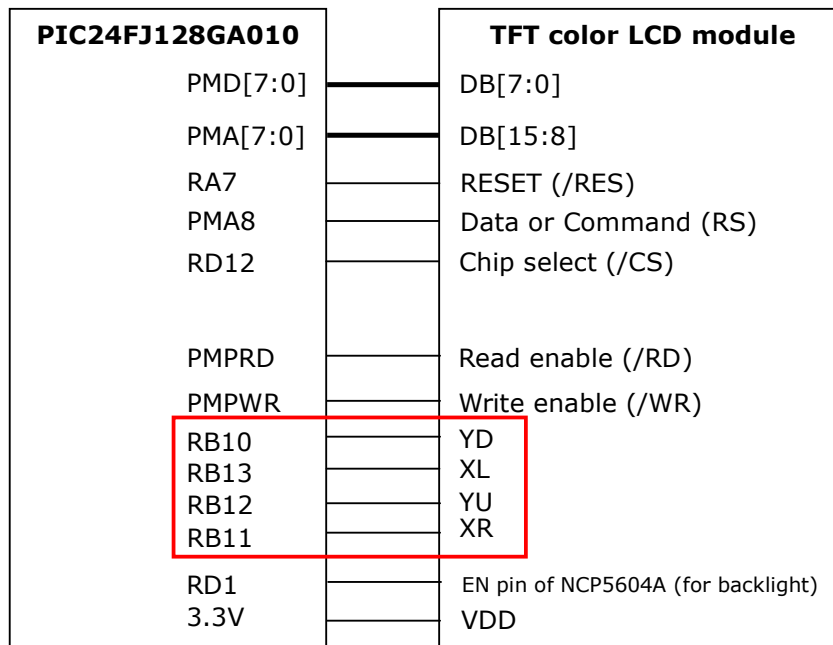 PIC24FJ128GA010 TFT color LCD module
PMD[7:0] DB[7:0]
PMA[7:0] DB[15:8]
RA7 RESET (/RES)
PMA8 Data or Command (RS)
RD12 Chip select (/CS)
PMPRD Read enable (/RD)
PMPWR Write enable (/WR)
RB10 YD
RB13 XL
RB12 YU
RB11 XR
RD1 EN pin of NCP5604A (for backlight)
3.3V VDD